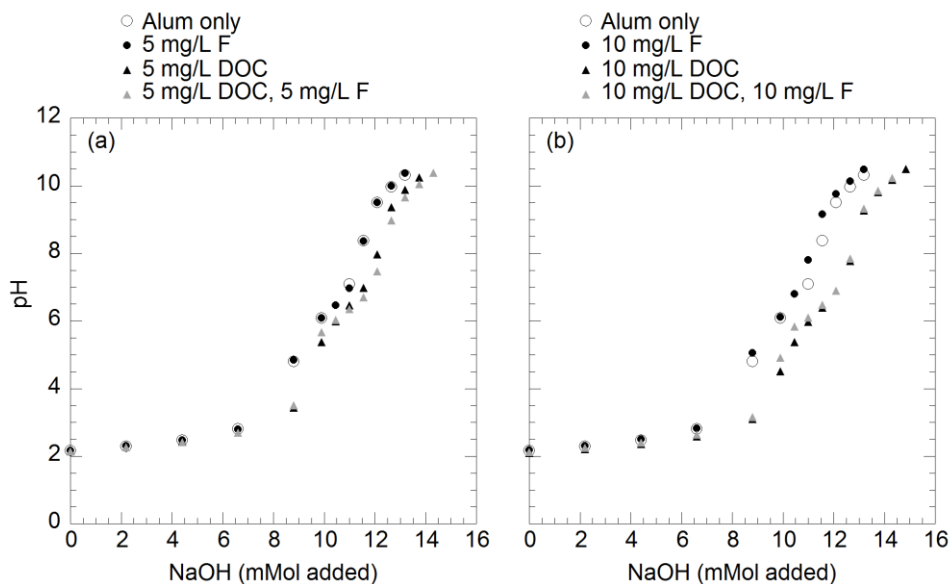 Alum only
5 mg/L F
5 mg/L DOC
5 mg/L DOC, 5 mg/L F
Alum only
10 mg/L F
10 mg/L DOC
10 mg/L DOC, 10 mg/L F
(a)
(b)
pH
12
10
8
6
4
2
0
0 2 4 6 8 10 12 14 16
0 2 4 6 8 10 12 14 16
NaOH (mMol added)
NaOH (mMol added)